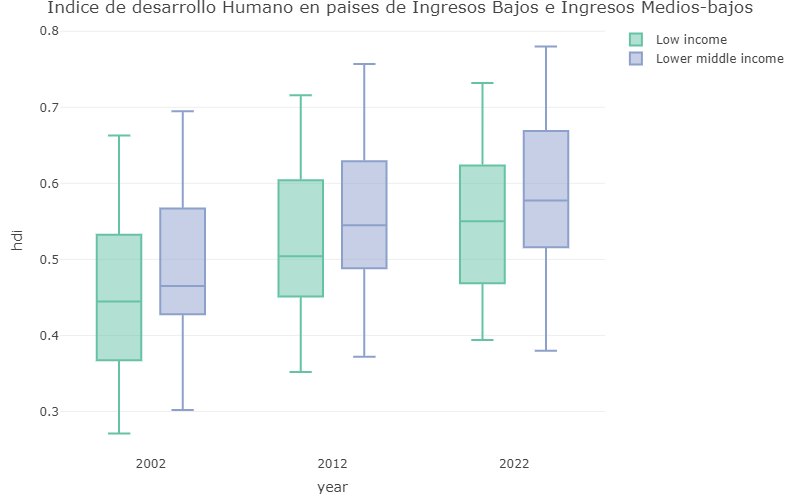 Indice de desarrollo Humano en paises de Ingresos Bajos e Ingresos Medios-bajos
Low income
Lower middle income
0.8
0.7
0.6
0.5
0.4
0.3
hdi
2002
2012
2022
year